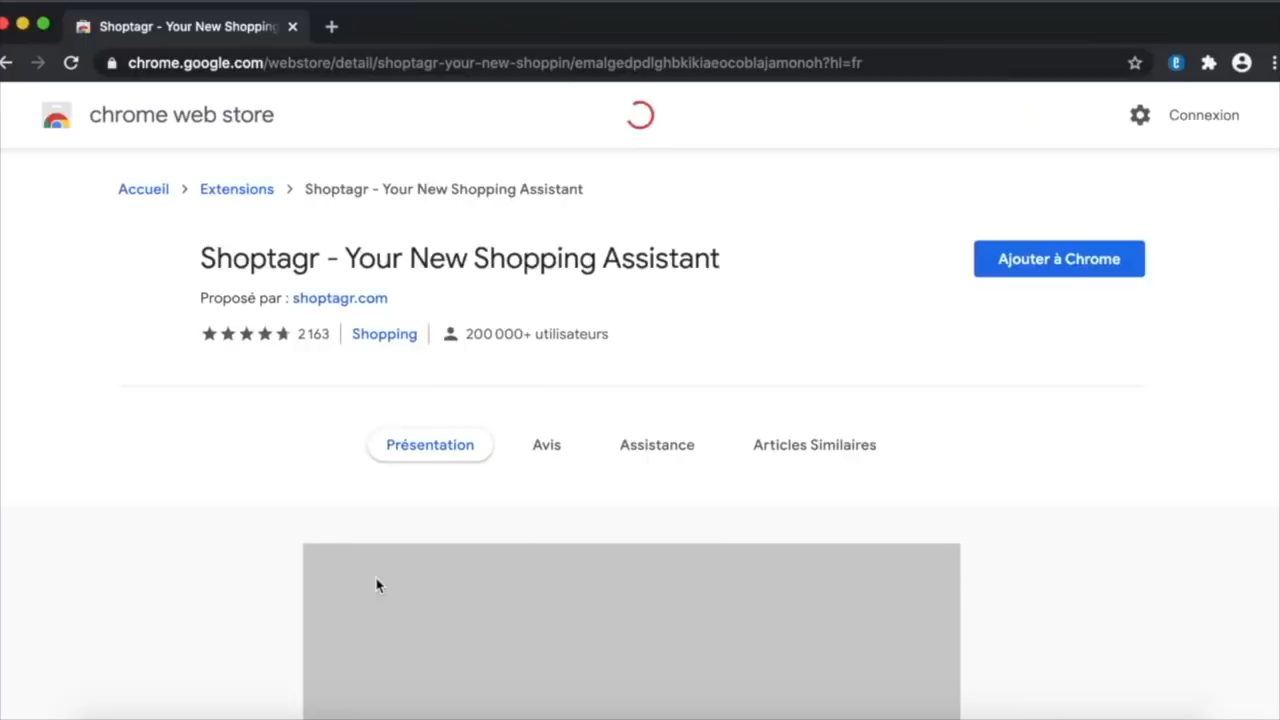 Shoptagr - Your New Shopping
chrome.google.com/webstore/detail/shoptagr-your-new-shoppin/emalgedpdlghbkikiaeocoblajamonoh?hl=fr
chrome web store
Connexion
Accueil > Extensions > Shoptagr - Your New Shopping Assistant
Shoptagr - Your New Shopping Assistant
Ajouter à Chrome
Proposé par : shoptagr.com
2 163 Shopping 200 000+ utilisateurs
Présentation Avis Assistance Articles Similaires